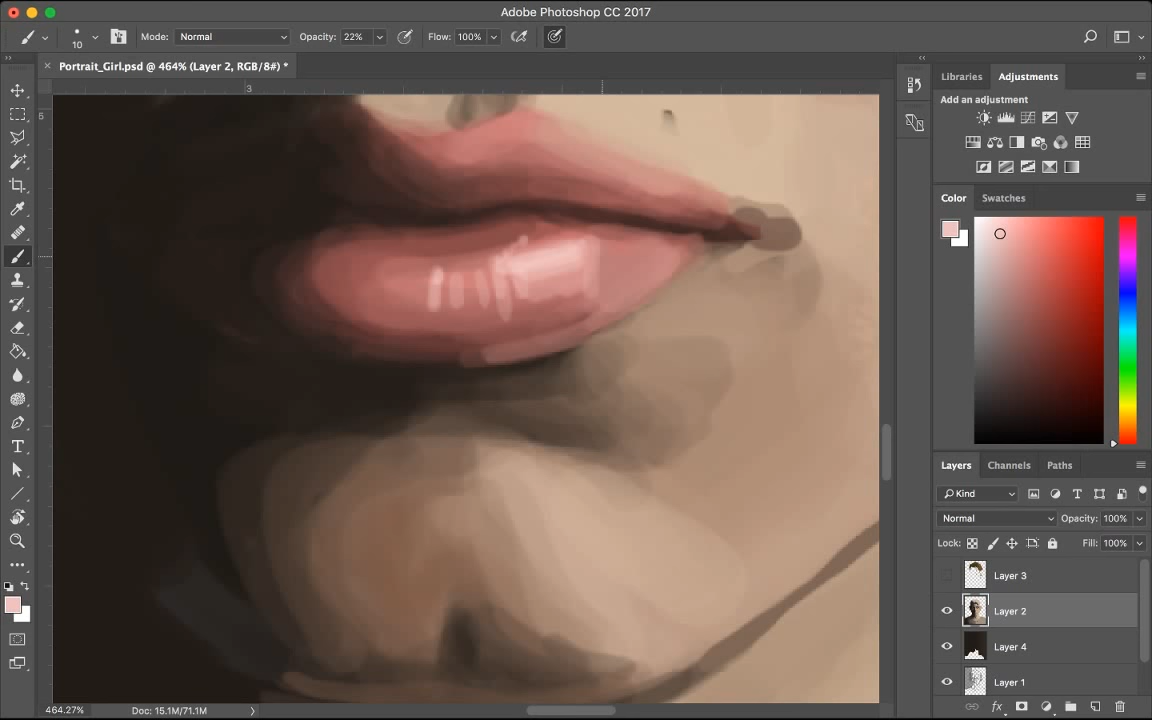 Adobe Photoshop CC 2017
10
Mode: Normal
Opacity: 22%
Flow: 100%
Portrait_Girl.psd @ 464% (Layer 2, RGB/8#) *
3
6
Libraries
Adjustments
Add an adjustment
Color
Swatches
Layers
Channels
Paths
Kind
Normal
Opacity: 100%
Lock:
Fill: 100%
Layer 3
Layer 2
Layer 4
Layer 1
fx
464.27%
Doc: 15.1M/71.1M